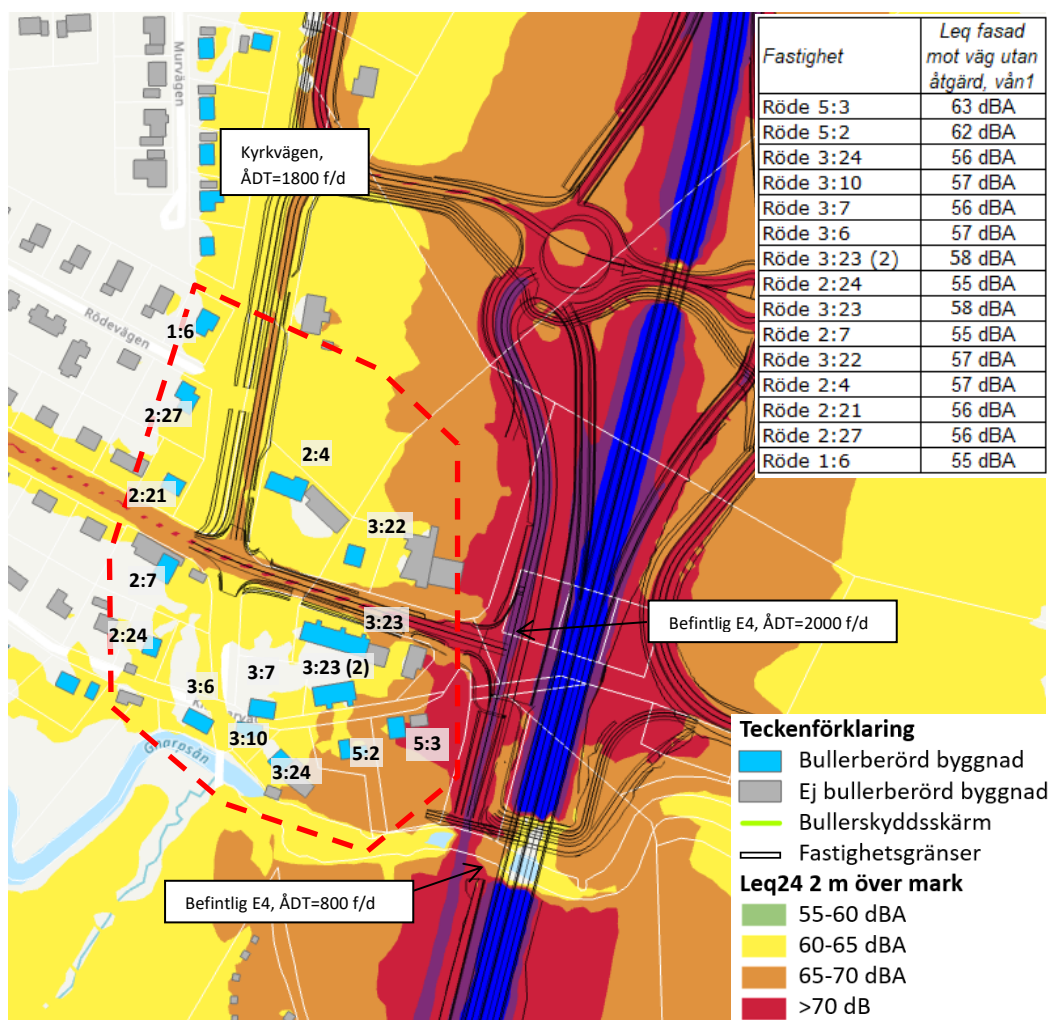 Fastighet
Leq fasad
mot väg utan
åtgärd, vån1
Röde 5:3 63 dBA
Röde 5:2 62 dBA
Röde 3:24 56 dBA
Röde 3:10 57 dBA
Röde 3:7 56 dBA
Röde 3:6 57 dBA
Röde 3:23 (2) 58 dBA
Röde 2:24 55 dBA
Röde 3:23 58 dBA
Röde 2:7 55 dBA
Röde 3:22 57 dBA
Röde 2:4 57 dBA
Röde 2:21 56 dBA
Röde 2:27 56 dBA
Röde 1:6 55 dBA
Murvägen
Kyrkvägen,
ÅDT=1800 f/d
Rödevägen
1:6
2:27
2:4
2:21
3:22
2:7
3:23
Befintlig E4, ÅDT=2000 f/d
2:24
3:7
3:23 (2)
3:6
3:10
5:2
5:3
Gnarpsån
3:24
Befintlig E4, ÅDT=800 f/d
Teckenförklaring
Bullerberörd byggnad
Ej bullerberörd byggnad
Bullerskyddsskärm
Fastighetsgränser
Leq24 2 m över mark
55-60 dBA
60-65 dBA
65-70 dBA
>70 dB